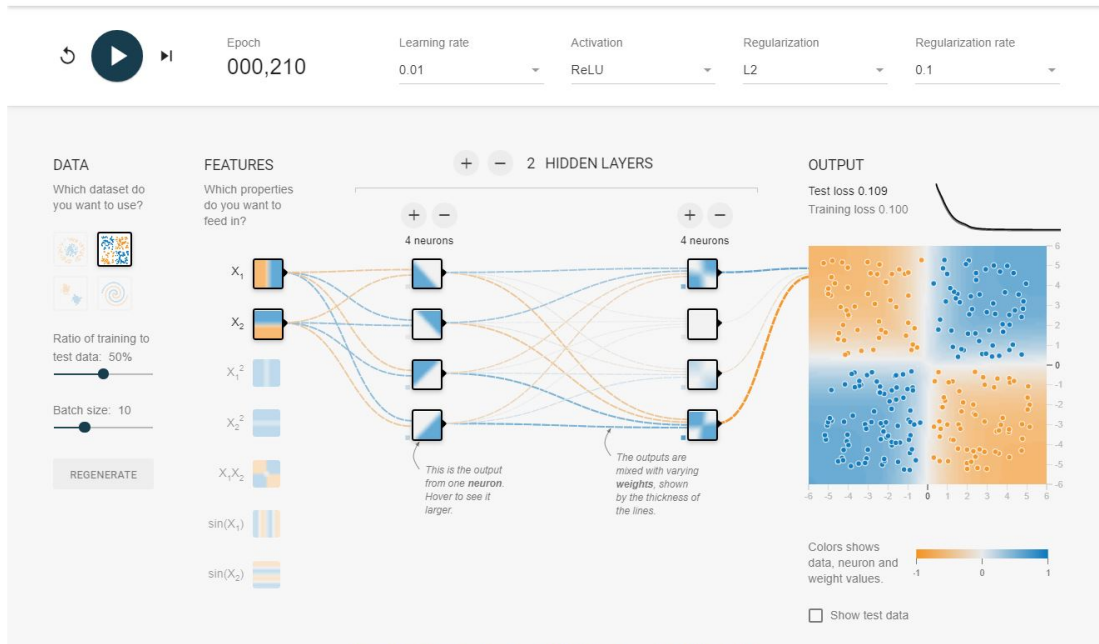 Epoch
000,210
Learning rate
0.01
Activation
ReLU
Regularization
L2
Regularization rate
0.1
DATA
Which dataset do
you want to use?
Ratio of training to
test data: 50%
Batch size: 10
REGENERATE
FEATURES
Which properties
do you want to
feed in?
X₁
X₂
X₁²
X₂²
X₁X₂
sin(X₁)
sin(X₂)
+ − 2 HIDDEN LAYERS
+ −
4 neurons
+ −
4 neurons
This is the output
from one neuron.
Hover to see it
larger.
The outputs are
mixed with varying
weights, shown
by the thickness of
the lines.
OUTPUT
Test loss 0.109
Training loss 0.100
6
5
4
3
2
1
0
-1
-2
-3
-4
-5
-6
-6 -5 -4 -3 -2 -1 0 1 2 3 4 5 6
Colors shows
data, neuron and
weight values.
-1 0 1
Show test data